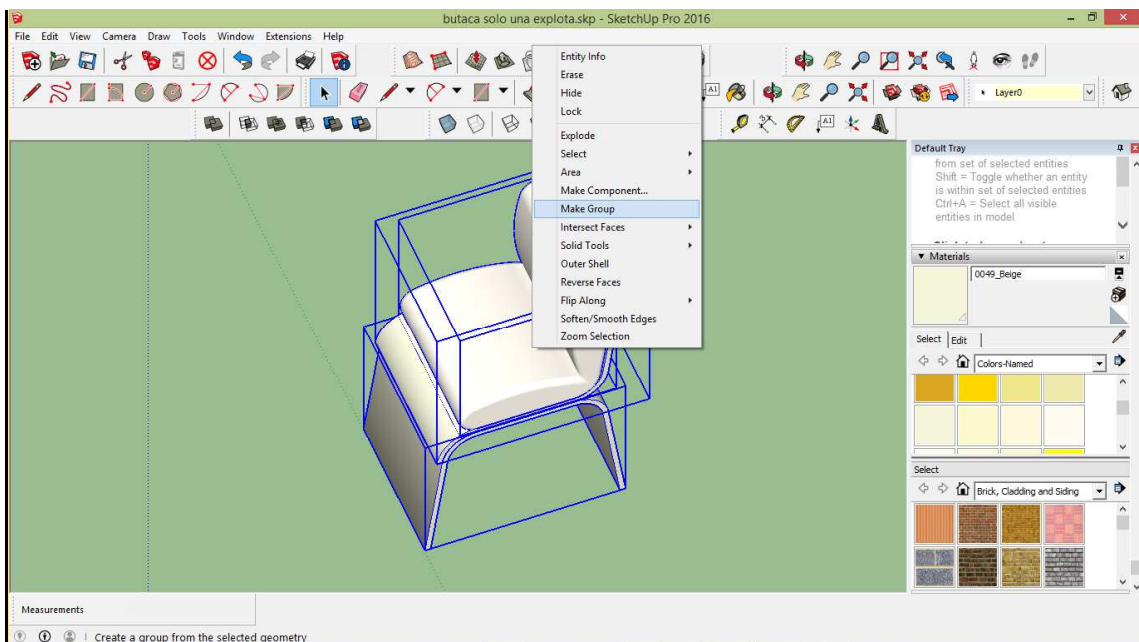 butaca solo una explota.skp - SketchUp Pro 2016
File Edit View Camera Draw Tools Window Extensions Help
Entity Info
Erase
Hide
Lock
Explode
Select
Area
Make Component...
Make Group
Intersect Faces
Solid Tools
Outer Shell
Reverse Faces
Flip Along
Soften/Smooth Edges
Zoom Selection
A1
Layer0
A1
Default Tray
from set of selected entities
Shift = Toggle whether an entity
is within set of selected entities
Ctrl+A = Select all visible
entities in model
Materials
0049_Beige
Select Edit
Colors-Named
Select
Brick, Cladding and Siding
Measurements
Create a group from the selected geometry